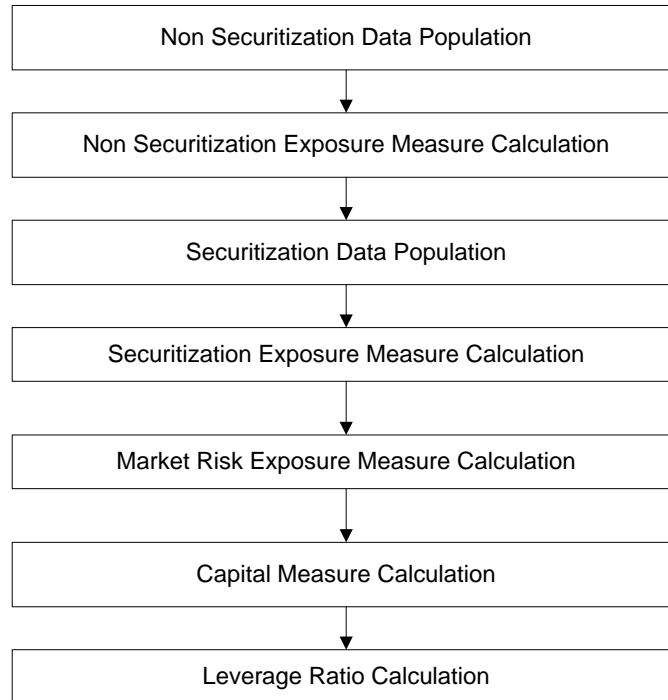 Non Securitization Data Population
Non Securitization Exposure Measure Calculation
Securitization Data Population
Securitization Exposure Measure Calculation
Market Risk Exposure Measure Calculation
Capital Measure Calculation
Leverage Ratio Calculation